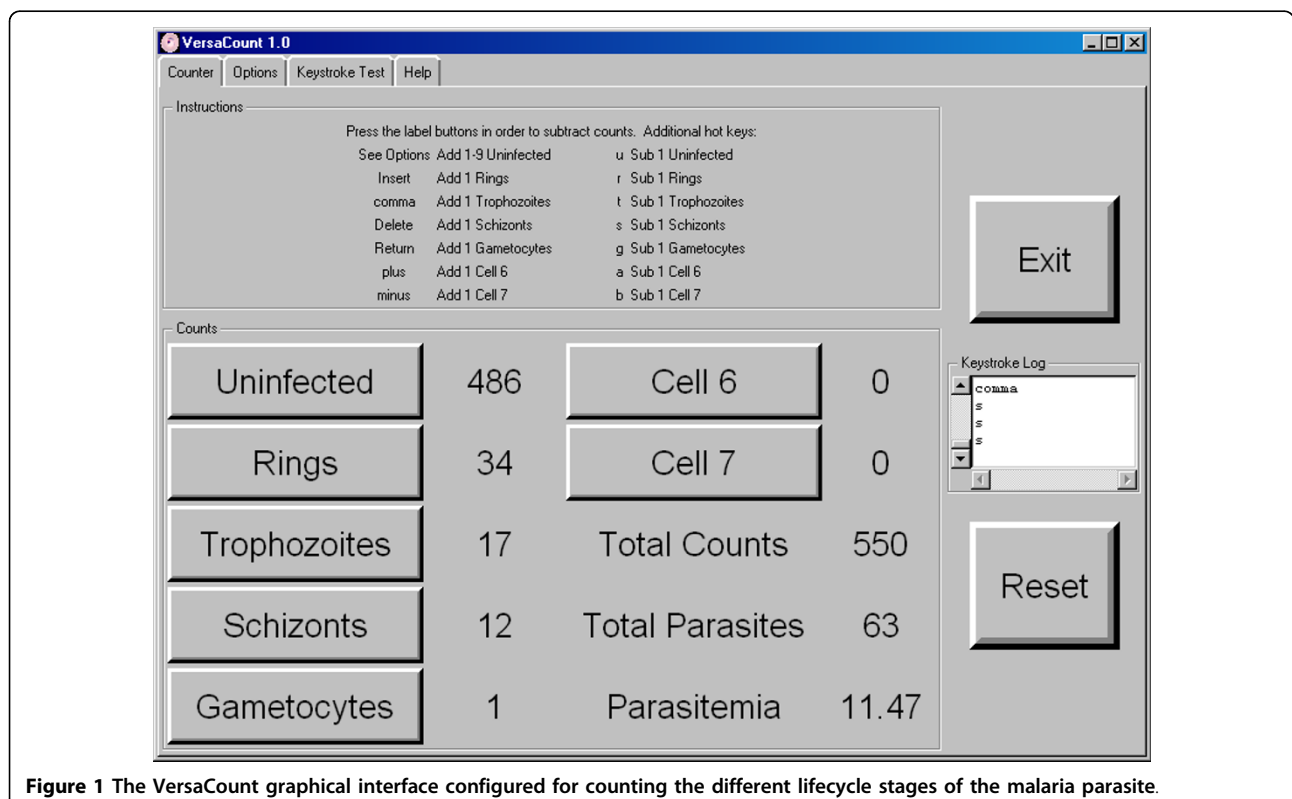 VersaCount 1.0
Counter Options Keystroke Test Help
Instructions
Press the label buttons in order to subtract counts. Additional hot keys:
See Options Add 1-9 Uninfected u Sub 1 Uninfected
Insert Add 1 Rings r Sub 1 Rings
comma Add 1 Trophozoites t Sub 1 Trophozoites
Delete Add 1 Schizonts s Sub 1 Schizonts
Return Add 1 Gametocytes g Sub 1 Gametocytes
plus Add 1 Cell 6 a Sub 1 Cell 6
minus Add 1 Cell 7 b Sub 1 Cell 7
Exit
Counts
Uninfected 486 Cell 6 0
Rings 34 Cell 7 0
Trophozoites 17 Total Counts 550
Schizonts 12 Total Parasites 63
Gametocytes 1 Parasitemia 11.47
Keystroke Log
comma
s
s
s
Reset
Figure 1 The VersaCount graphical interface configured for counting the different lifecycle stages of the malaria parasite.